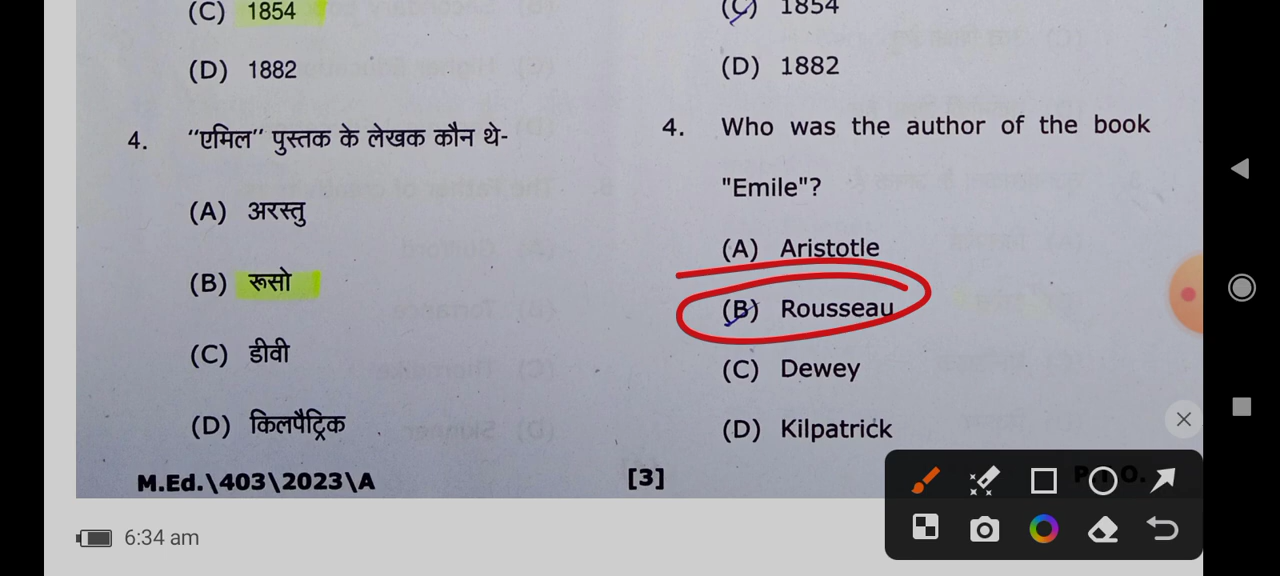 (C) 1854
(D) 1882
4. “एमिल” पुस्तक के लेखक कौन थे-
(A) अरस्तु
(B) रूसो
(C) डीवी
(D) किलपैट्रिक
M.Ed.\403\2023\A
(C) 1854
(D) 1882
4. Who was the author of the book
"Emile"?
(A) Aristotle
(B) Rousseau
(C) Dewey
(D) Kilpatrick
[3]
P.T.O.
6:34 am